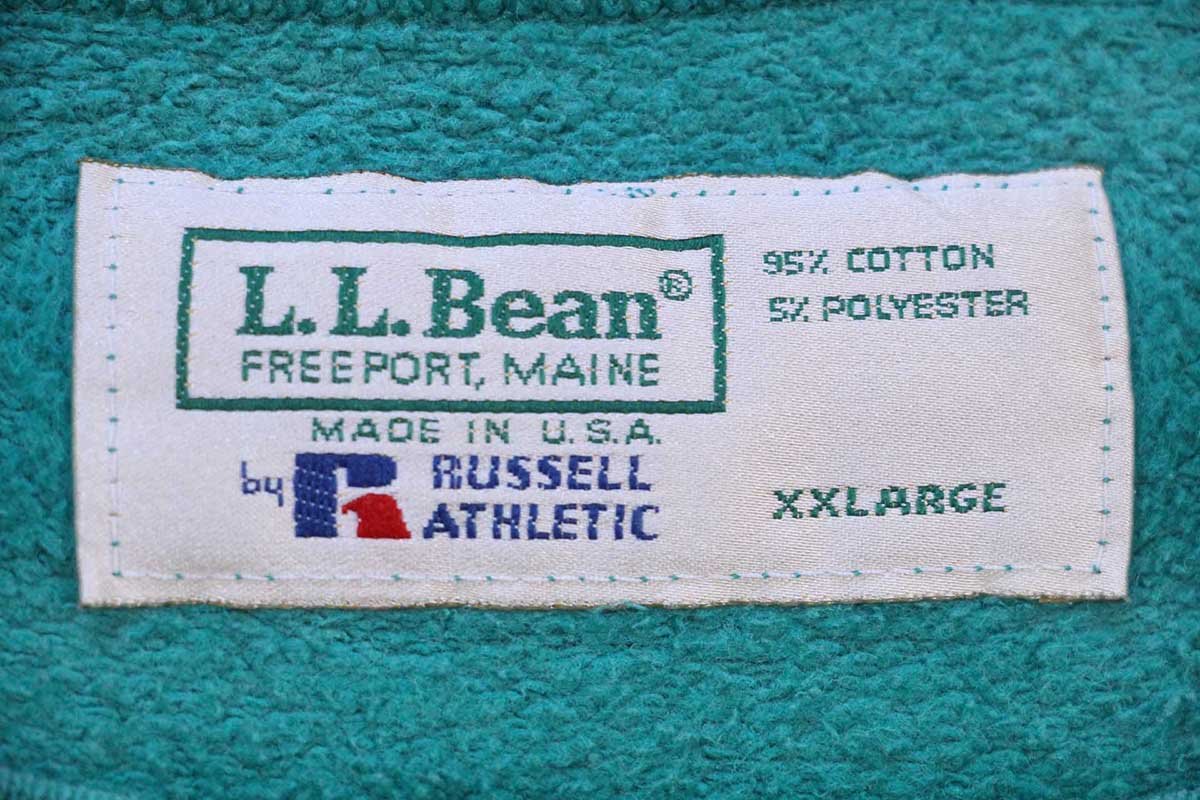 L.L.Bean®
FREEPORT, MAINE
MADE IN U.S.A.
by RUSSELL
ATHLETIC
95% COTTON
5% POLYESTER
XXLARGE